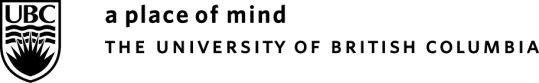 UBC
a place of mind
THE UNIVERSITY OF BRITISH COLUMBIA